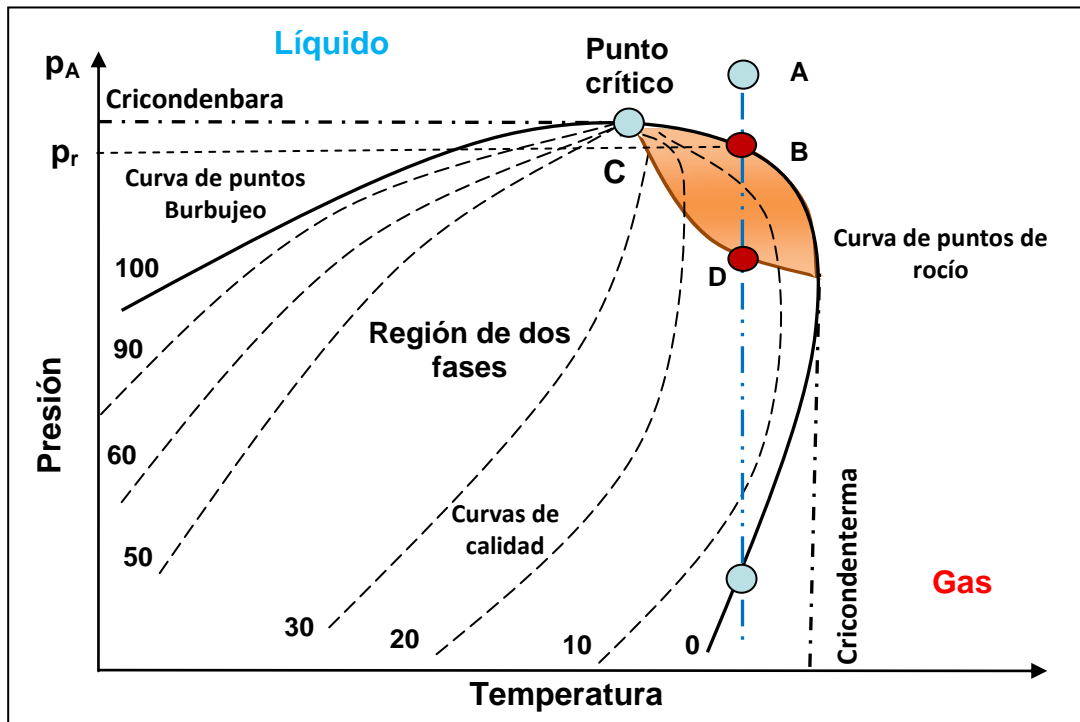 Líquido
Punto
crítico
pA
A
Cricondenbara
pr
B
C
Curva de puntos
Burbujeo
Curva de puntos de
rocío
D
100
Región de dos
fases
90
Presión
60
Curvas de
calidad
50
Cricondenterma
Gas
30
20
10
0
Temperatura